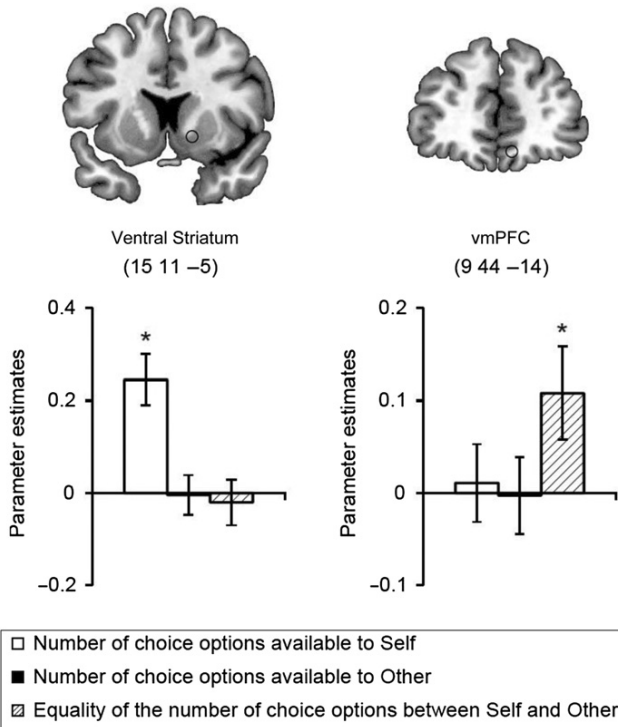 Ventral Striatum
(15 11 –5)
vmPFC
(9 44 –14)
Parameter estimates
0.4
0.2
0
–0.2
*
Parameter estimates
0.2
0.1
0
–0.1
*
Number of choice options available to Self
Number of choice options available to Other
Equality of the number of choice options between Self and Other